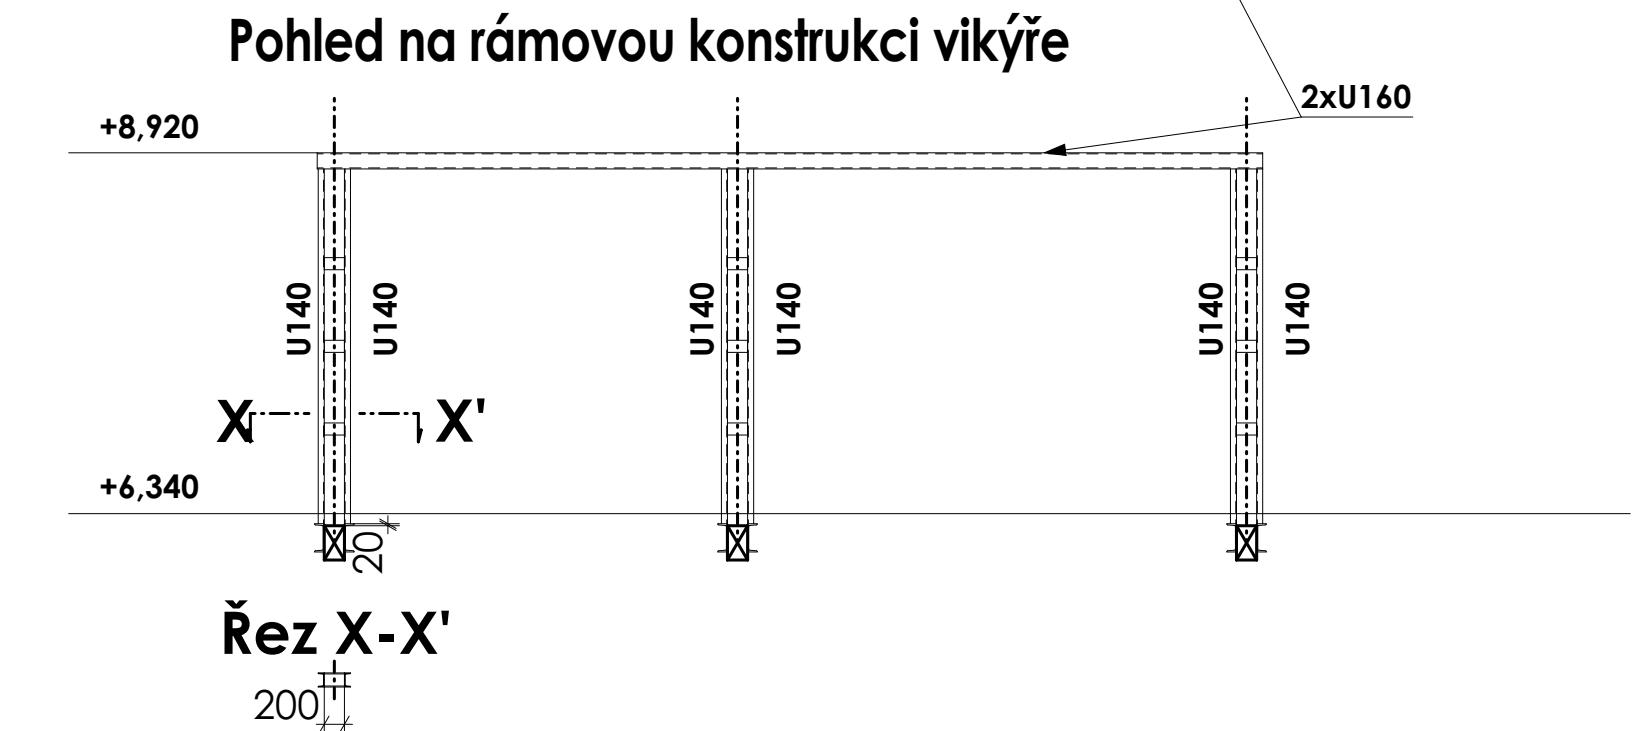 Pohled na rámovou konstrukci vikýře
2xU160
+8,920
U140
U140
U140
U140
U140
U140
X
X'
+6,340
20
Řez X-X'
200